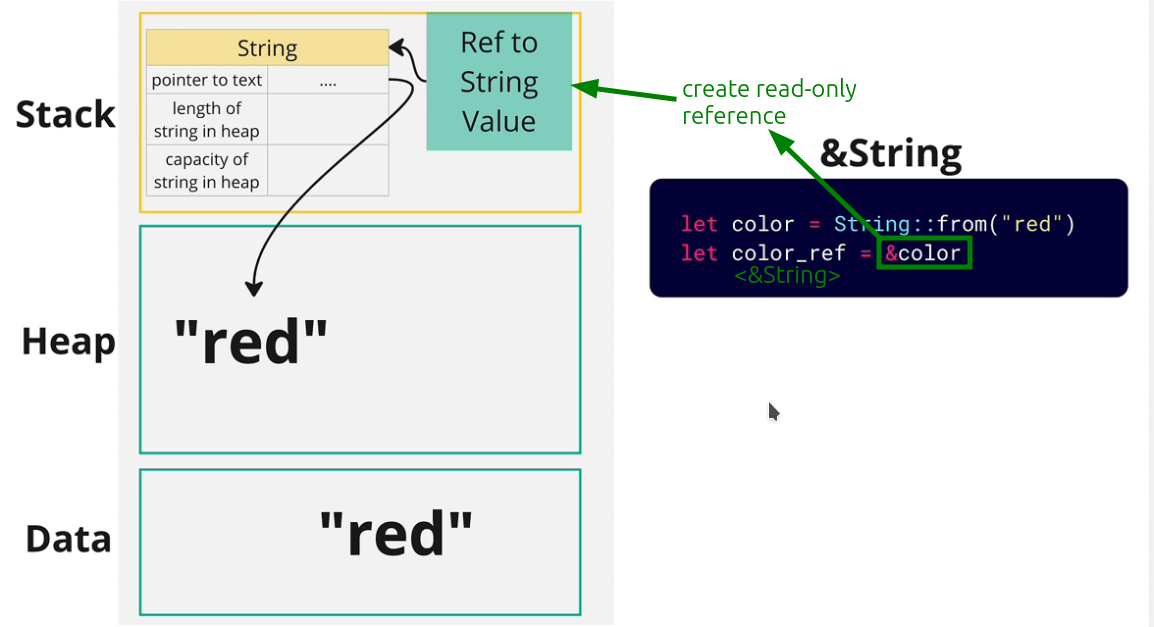 Stack
String
pointer to text ....
length of
string in heap
capacity of
string in heap
Ref to
String
Value
create read-only
reference
&String
let color = String::from("red")
let color_ref = &color
<&String>
Heap
"red"
Data
"red"